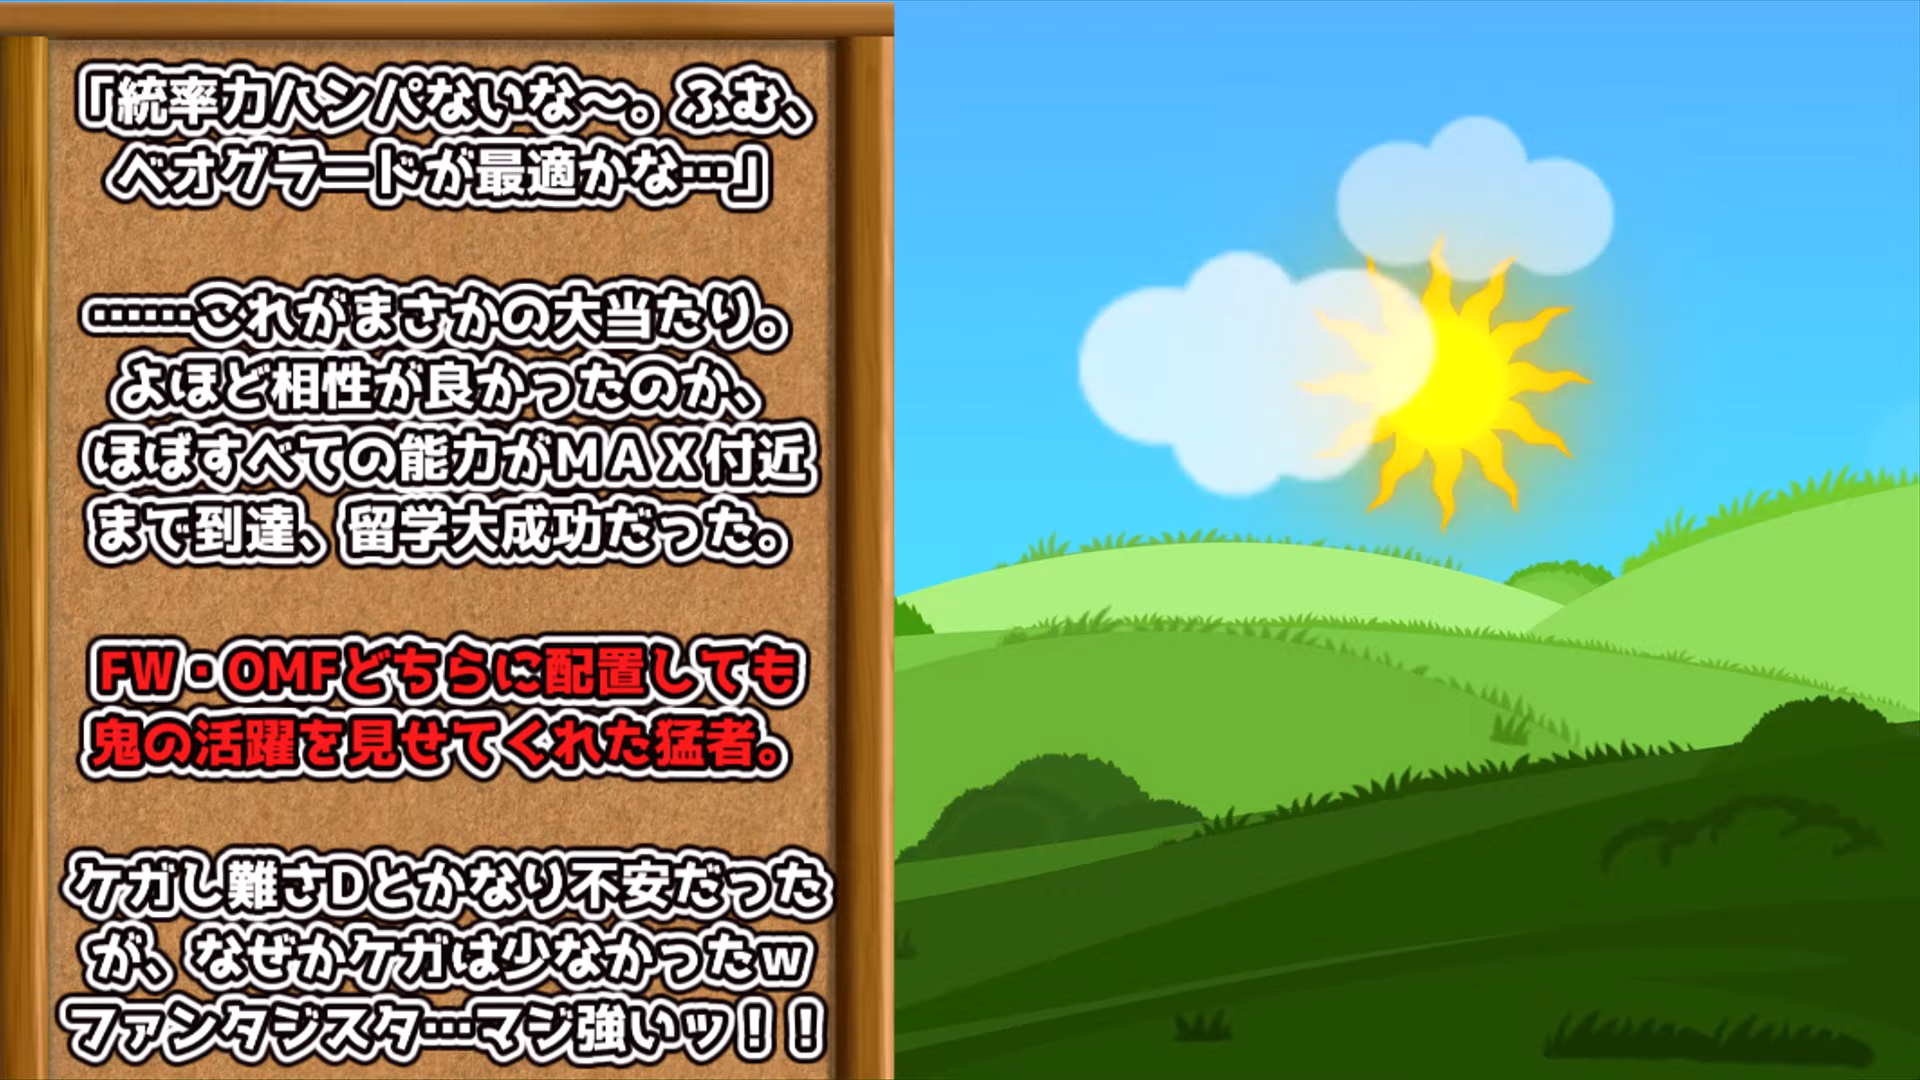 「統率力ハンパないな～。ふむ、
ベオグラードが最適かな…」
……これがまさかの大当たり。
よほど相性が良かったのか、
ほぼすべての能力がＭＡＸ付近
まで到達、留学大成功だった。
FW・OMFどちらに配置しても
鬼の活躍を見せてくれた猛者。
ケガし難さDとかなり不安だった
が、なぜかケガは少なかったw
ファンタジスタ…マジ強いッ！！